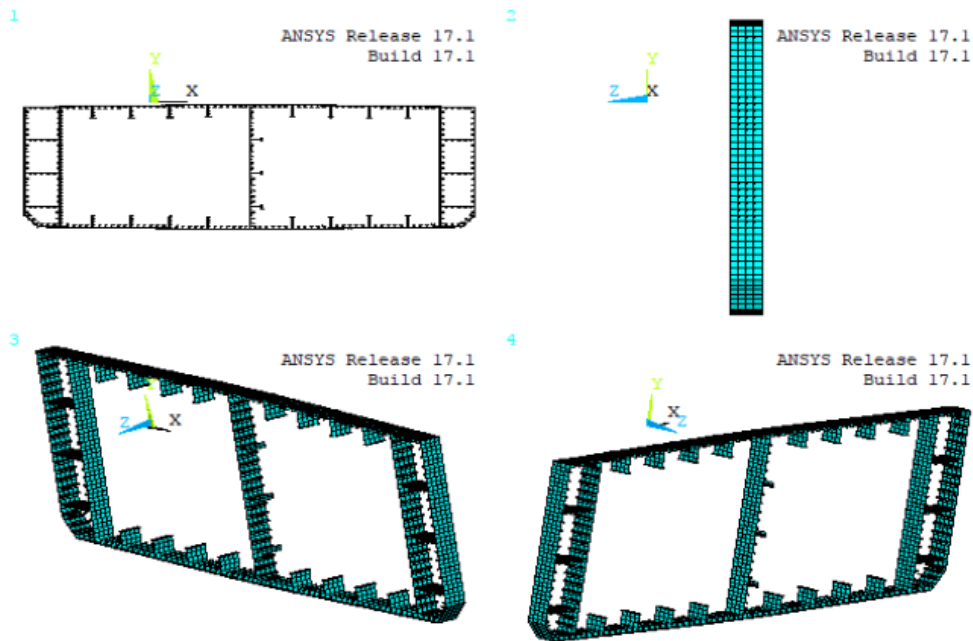 1
ANSYS Release 17.1
Build 17.1
Y
Z
X
2
ANSYS Release 17.1
Build 17.1
Y
Z
X
3
ANSYS Release 17.1
Build 17.1
Y
Z
X
4
ANSYS Release 17.1
Build 17.1
Y
X
Z